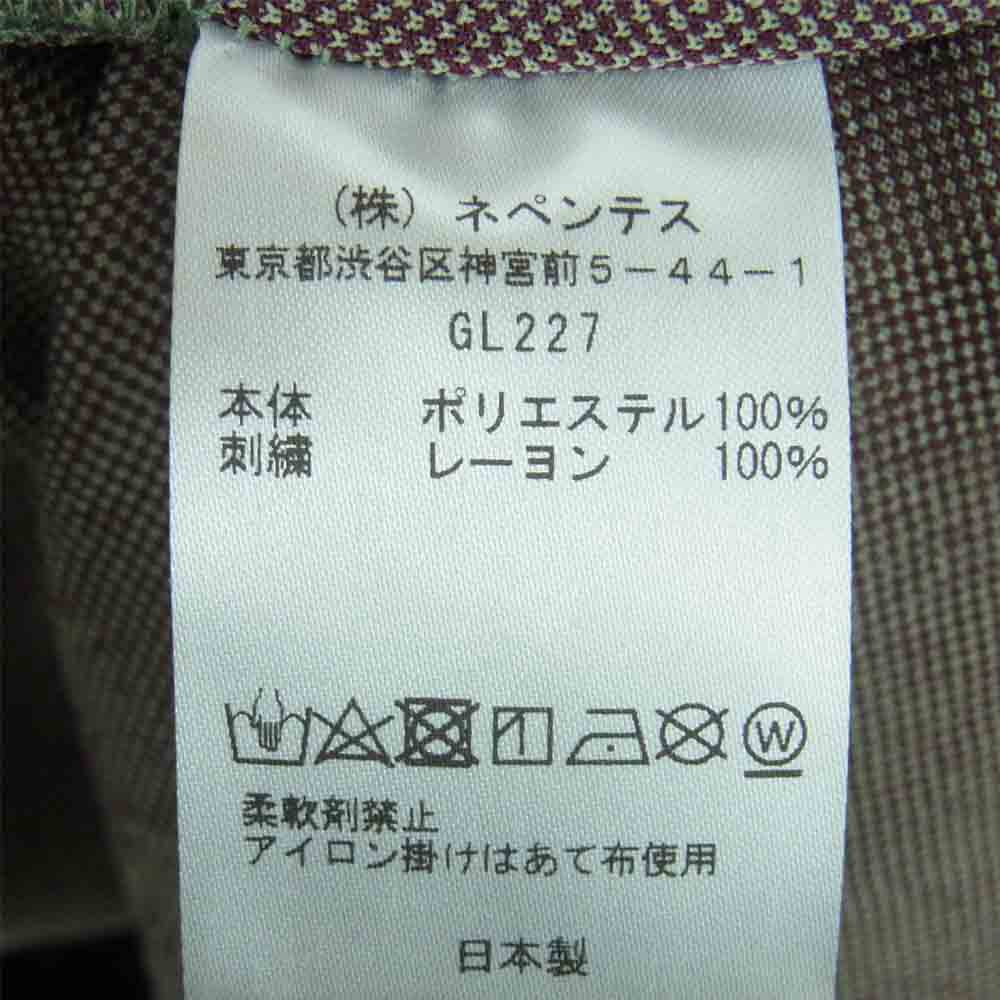 （株）ネペンテス
東京都渋谷区神宮前５－４４－１
GL227
本体 ポリエステル100%
刺繍 レーヨン 100%
W
柔軟剤禁止
アイロン掛けはあて布使用
日本製